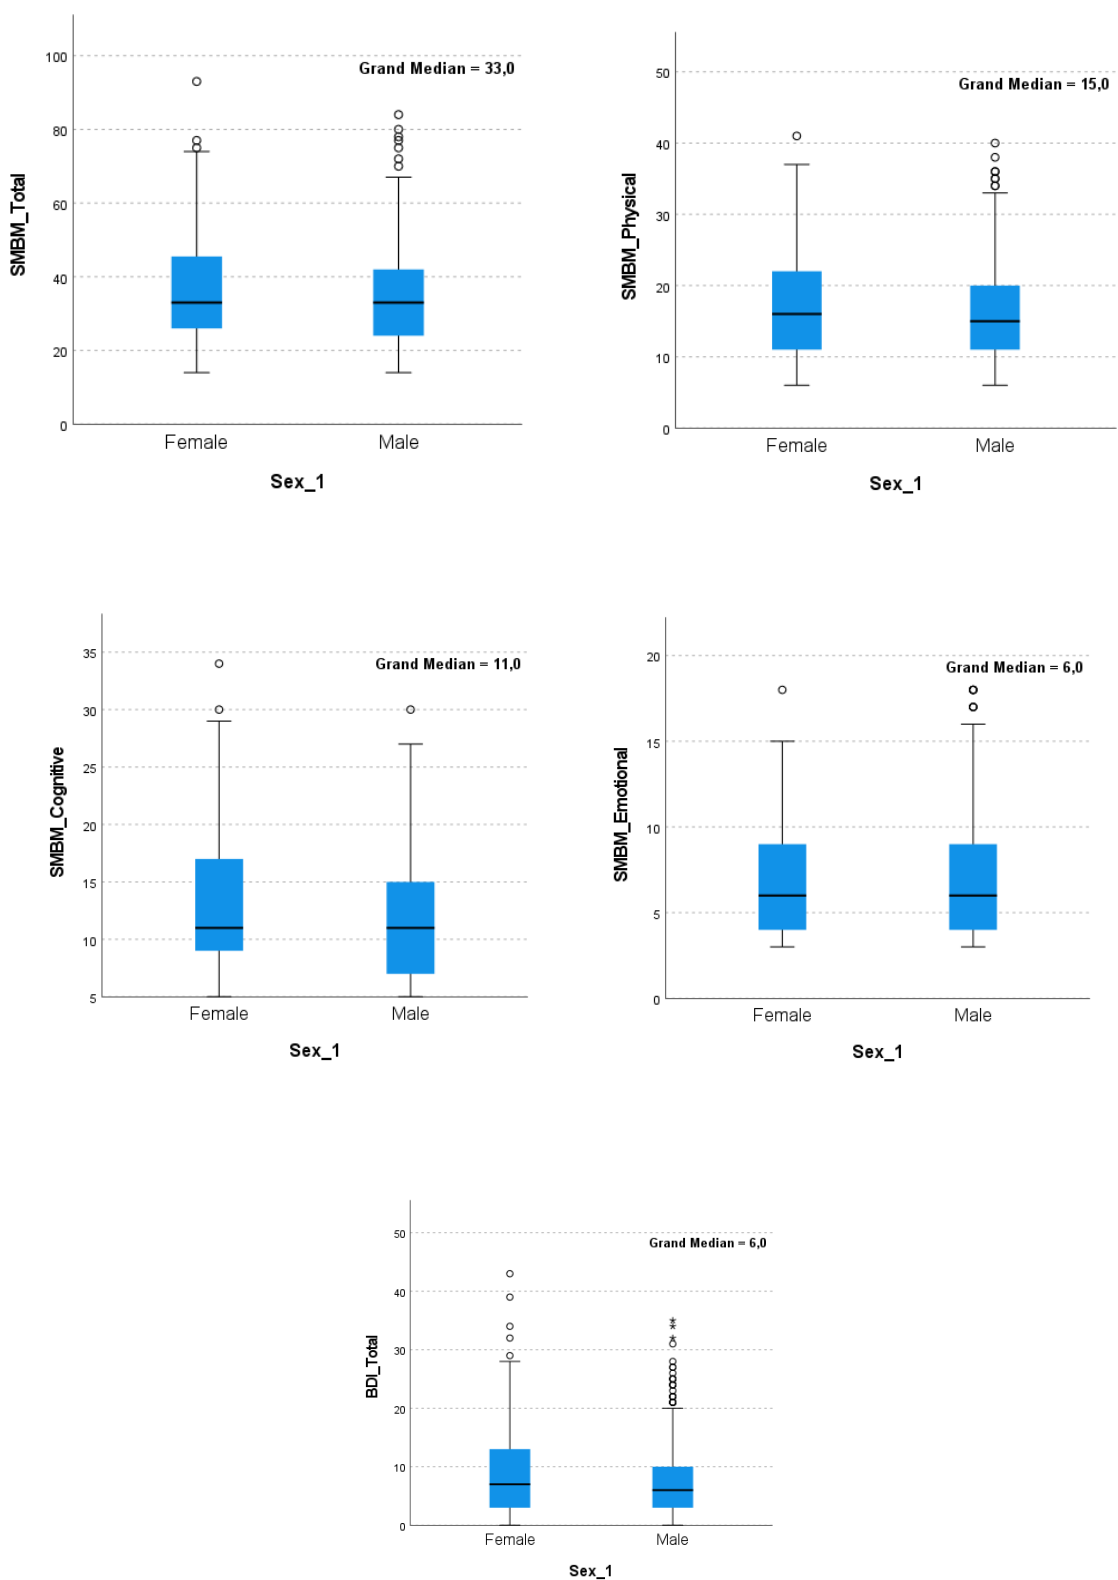 100
80
60
40
20
0
Grand Median = 33,0
SMBM_Total
Female
Male
Sex_1
50
40
30
20
10
0
Grand Median = 15,0
SMBM_Physical
Female
Male
Sex_1
35
30
25
20
15
10
5
Grand Median = 11,0
SMBM_Cognitive
Female
Male
Sex_1
20
15
10
5
0
Grand Median = 6,0
SMBM_Emotional
Female
Male
Sex_1
50
40
30
20
10
0
Grand Median = 6,0
BDI_Total
Female
Male
Sex_1